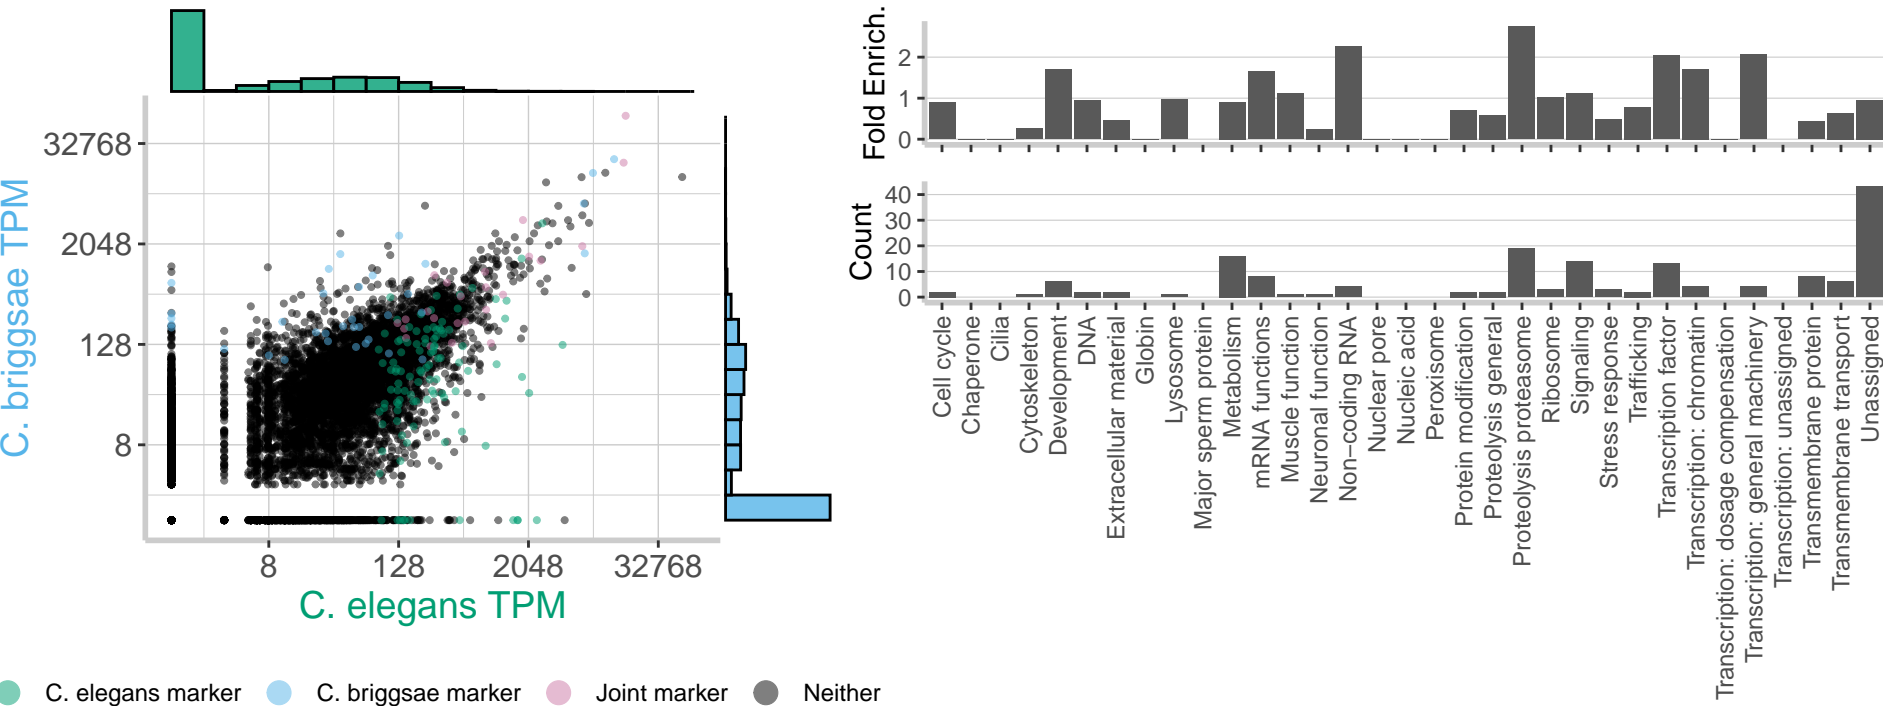 32768
2048
128
8
C. briggsae TPM
8
128
2048
32768
C. elegans TPM
C. elegans marker
C. briggsae marker
Joint marker
Neither
Fold Enrich.
2
1
0
Count
40
30
20
10
0
Cell cycle
Chaperone
Cilia
Cytoskeleton
Development
DNA
Extracellular material
Globin
Lysosome
Major sperm protein
Metabolism
mRNA functions
Muscle function
Neuronal function
Non−coding RNA
Nuclear pore
Nucleic acid
Peroxisome
Protein modification
Proteolysis general
Proteolysis proteasome
Ribosome
Signaling
Stress response
Trafficking
Transcription factor
Transcription: chromatin
Transcription: dosage compensation
Transcription: general machinery
Transcription: unassigned
Transmembrane protein
Transmembrane transport
Unassigned